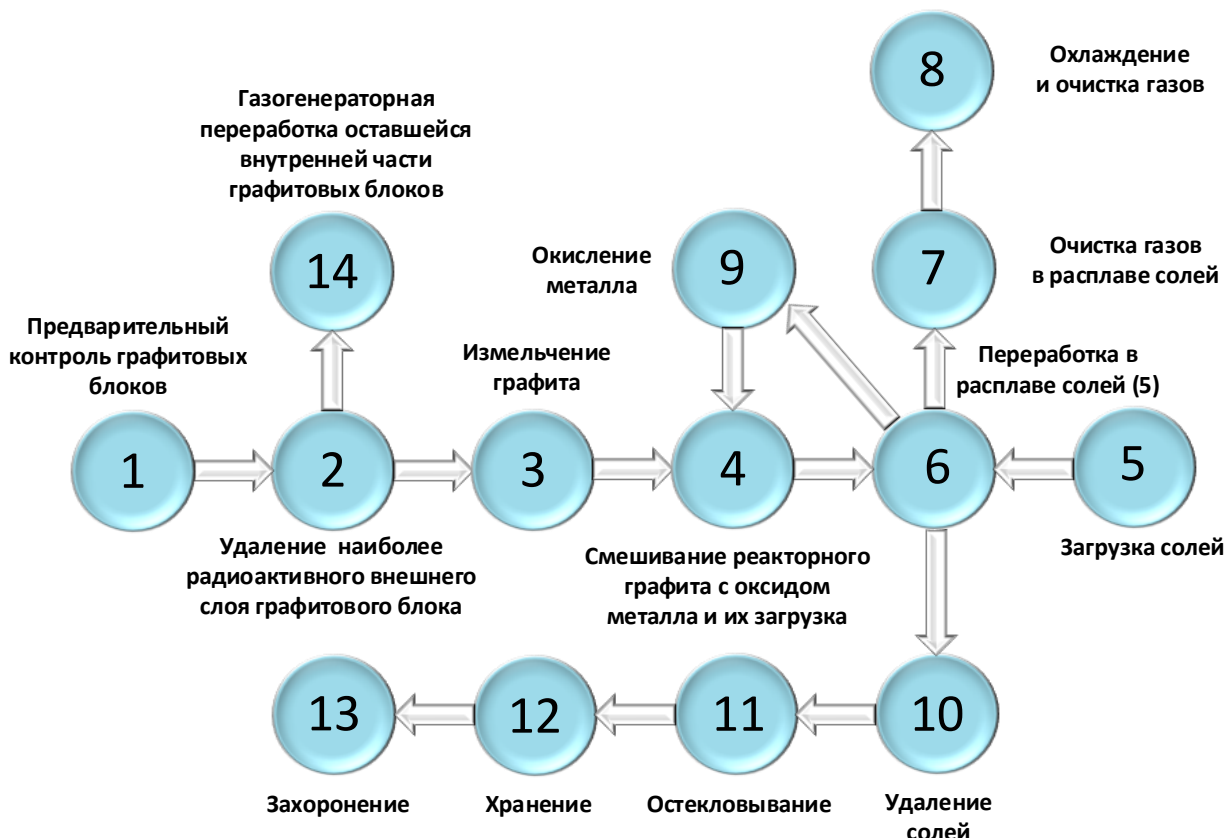 8
Охлаждение
и очистка газов
Газогенераторная
переработка оставшейся
внутренней части
графитовых блоков
14
Окисление
металла
9
7
Очистка газов
в расплаве солей
Предварительный
контроль графитовых
блоков
Измельчение
графита
Переработка в
расплаве солей (5)
1
2
3
4
6
5
Удаление наиболее
радиоактивного внешнего
слоя графитового блока
Смешивание реакторного
графита с оксидом
металла и их загрузка
Загрузка солей
13
12
11
10
Захоронение
Хранение
Остекловывание
Удаление
солей